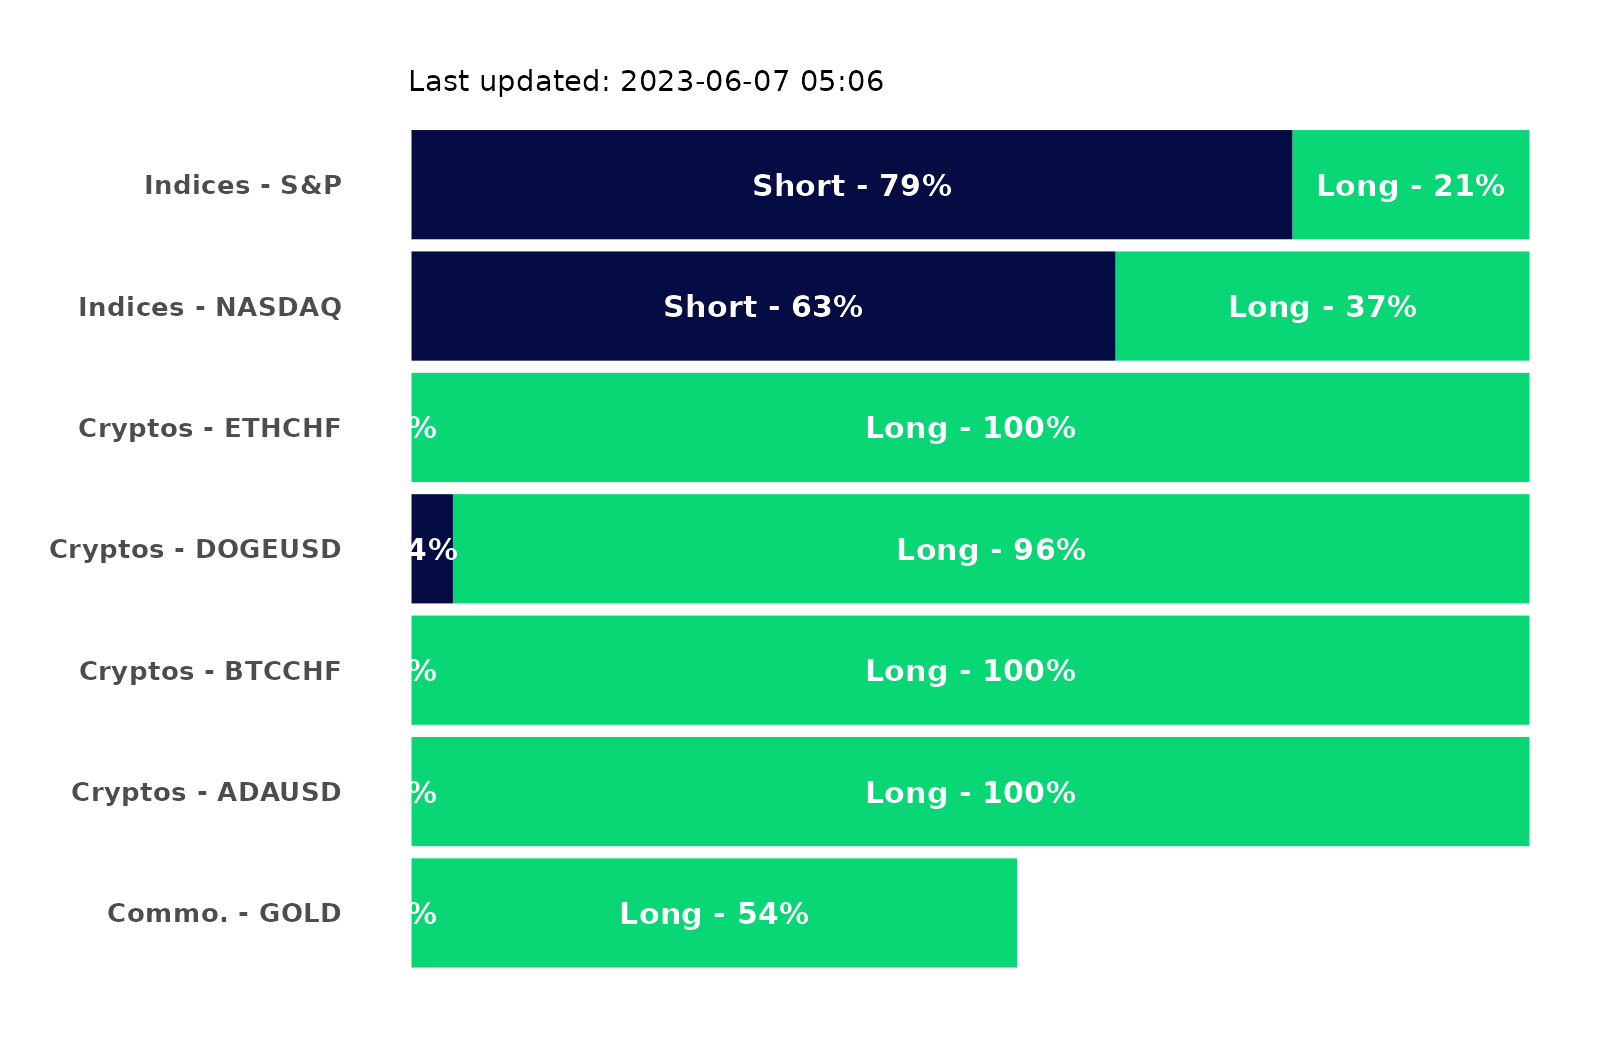 Last updated: 2023-06-07 05:06
Indices - S&P Short - 79% Long - 21%
Indices - NASDAQ Short - 63% Long - 37%
Cryptos - ETHCHF % Long - 100%
Cryptos - DOGEUSD 4% Long - 96%
Cryptos - BTCCHF % Long - 100%
Cryptos - ADAUSD % Long - 100%
Commo. - GOLD % Long - 54%